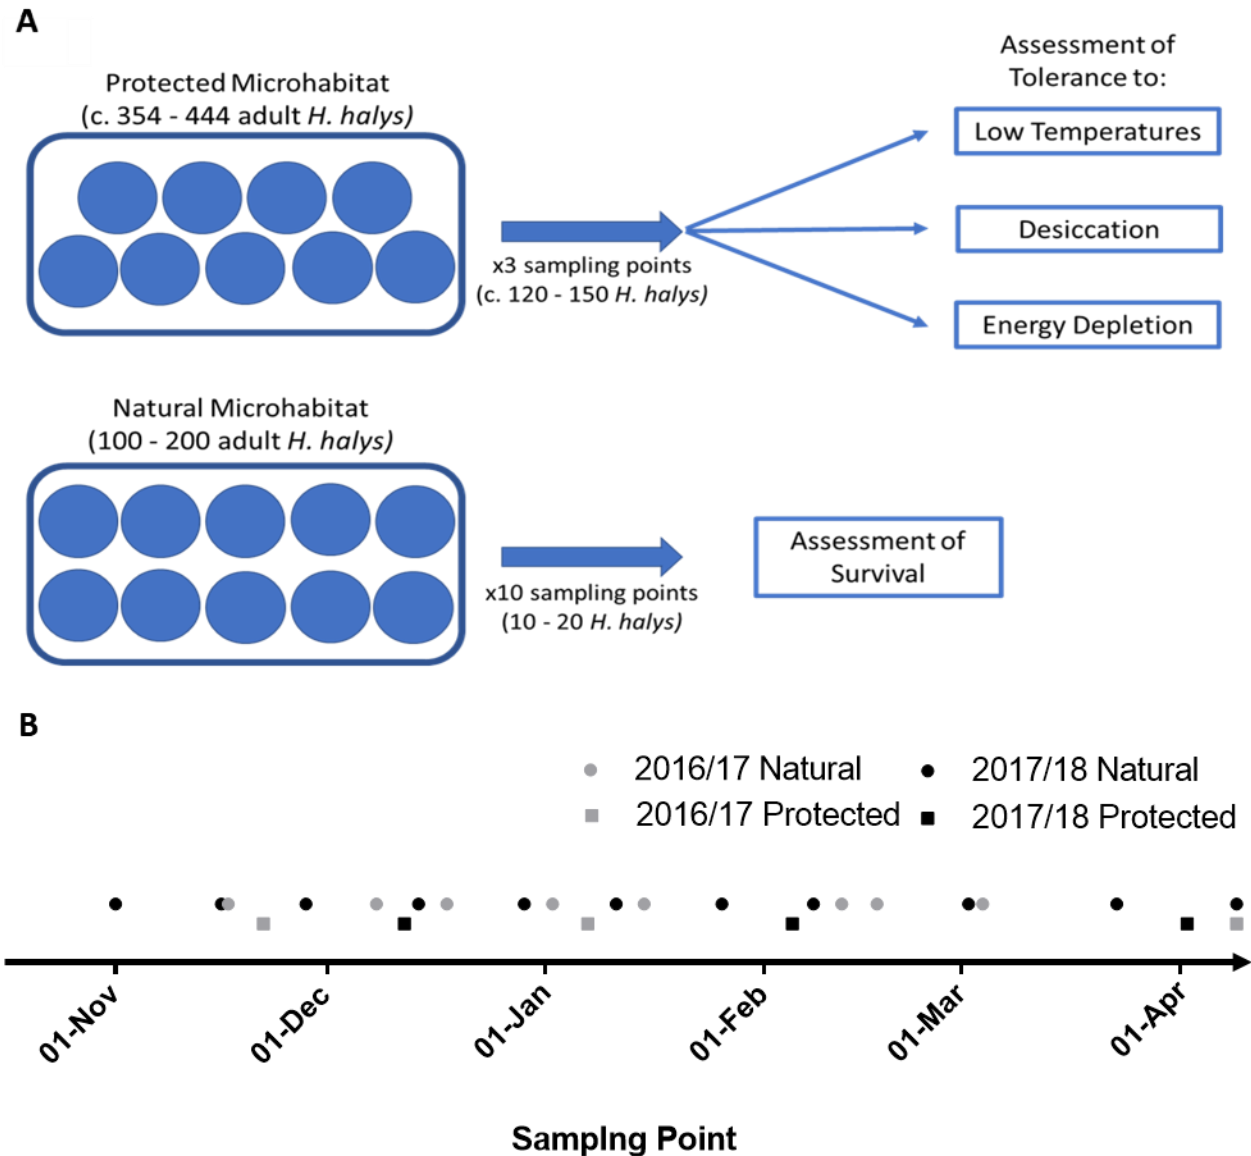 A
Protected Microhabitat
(c. 354 - 444 adult H. halys)
x3 sampling points
(c. 120 - 150 H. halys)
Assessment of
Tolerance to:
Low Temperatures
Desiccation
Energy Depletion
Natural Microhabitat
(100 - 200 adult H. halys)
x10 sampling points
(10 - 20 H. halys)
Assessment of
Survival
B
2016/17 Natural
2017/18 Natural
2016/17 Protected
2017/18 Protected
01-Nov
01-Dec
01-Jan
01-Feb
01-Mar
01-Apr
SampIng Point